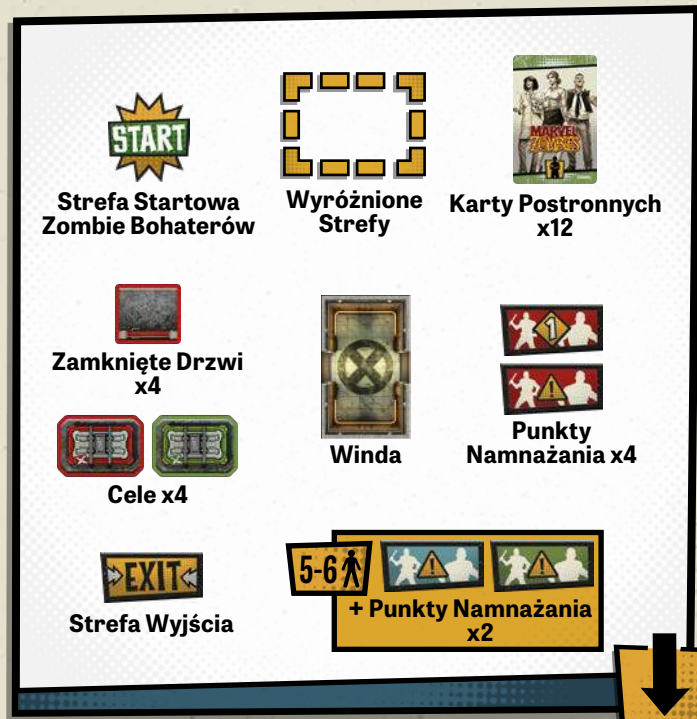 START
Strefa Startowa
Zombie Bohaterów
Wyróżnione
Strefy
MARVEL
ZOMBIES
Karty Postronnych
x12
Zamknięte Drzwi
x4
Cele x4
Winda
1
!
Punkty
Namnażania x4
EXIT
Strefa Wyjścia
5-6
! !
+ Punkty Namnażania
x2